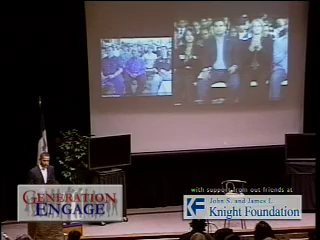 with support from our friends at
GENERATION
ENGAGE
John S. and James L.
Knight Foundation